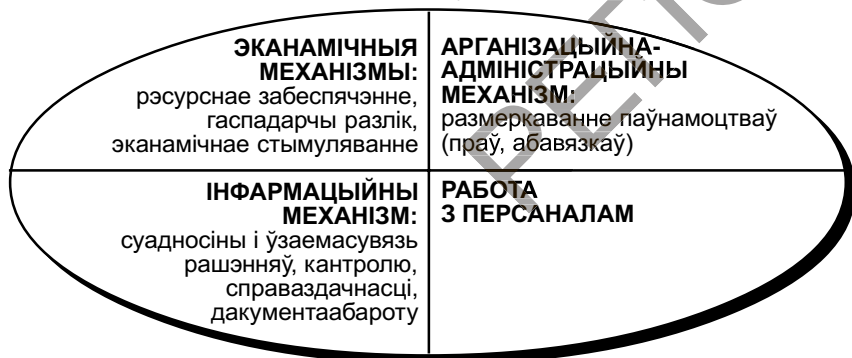 ЭКАНАМІЧНЫЯ
МЕХАНІЗМЫ:
рэсурснае забеспячэнне,
гаспадарчы разлік,
эканамічнае стымуляванне
АРГАНІЗАЦЫЙНА-
АДМІНІСТРАЦЫЙНЫ
МЕХАНІЗМ:
размеркаванне паўнамоцтваў
(праў, абавязкаў)
ІНФАРМАЦЫЙНЫ
МЕХАНІЗМ:
суадносіны і ўзаемасувязь
рашэнняў, кантролю,
справаздачнасці,
дакументаабароту
РАБОТА
З ПЕРСАНАЛАМ